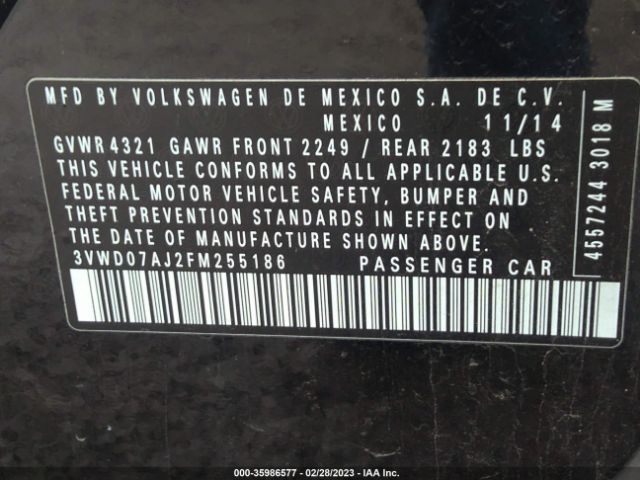 MFD BY VOLKSWAGEN DE MEXICO S.A. DE C.V.
MEXICO 11/14
GVWR 4321 GAWR FRONT 2249 / REAR 2183 LBS
THIS VEHICLE CONFORMS TO ALL APPLICABLE U.S.
FEDERAL MOTOR VEHICLE SAFETY, BUMPER AND
THEFT PREVENTION STANDARDS IN EFFECT ON
THE DATE OF MANUFACTURE SHOWN ABOVE.
3VWD07AJ2FM255186 PASSENGER CAR
4557244 3018 M
000-35986577 - 02/28/2023 - IAA Inc.